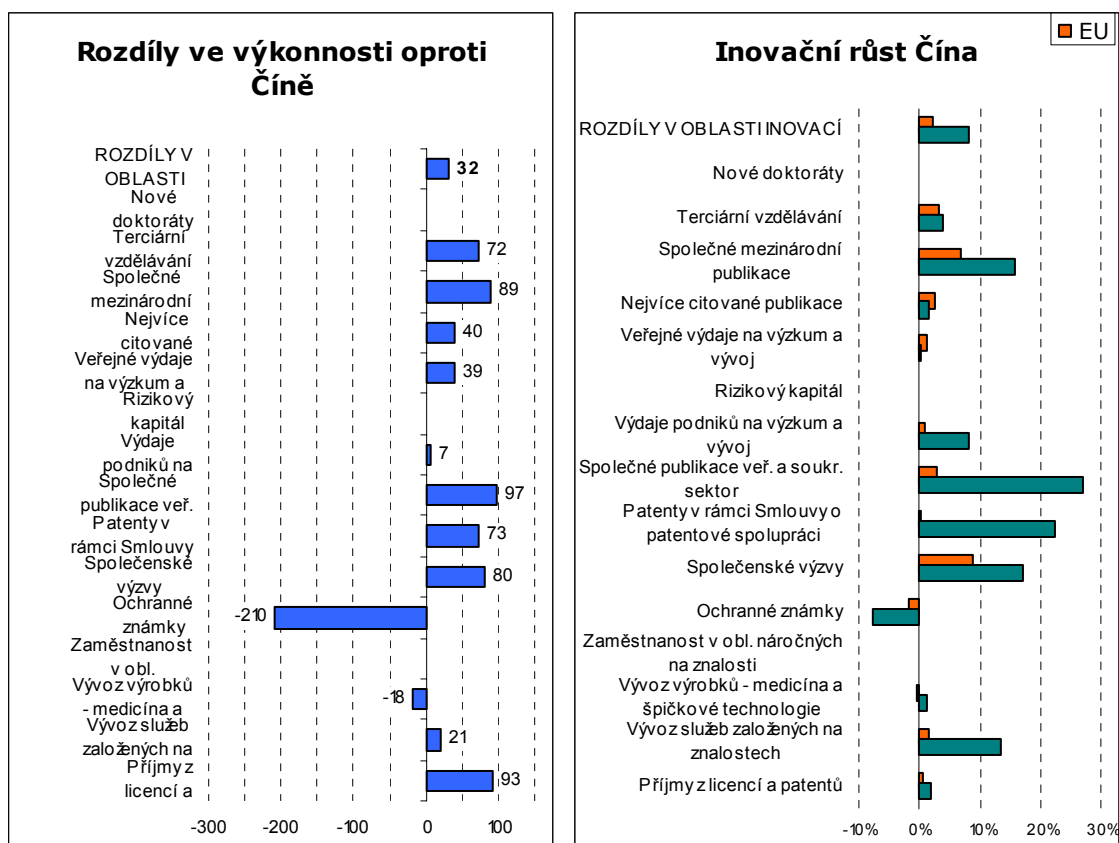 Rozdíly ve výkonnosti oproti
Číně
ROZDÍLY V
OBLASTI
Nové
doktoráty
Terciární
vzdělávání
Společné
mezinárodní
Nejvíce
citované
Veřejné výdaje
na výzkum a
Rizikový
kapitál
Výdaje
podniků na
Společné
publikace veř.
Patenty v
rámci Smlouvy
Společenské
výzvy
Ochranné
známky
Zaměstnanost
v obl.
Vývoz výrobků
- medicína a
Vývoz služeb
založených na
Příjmy z
licencí a
32
72
89
40
39
7
97
73
80
-210
-18
21
93
-300 -200 -100 0 100
EU
Inovační růst Čína
ROZDÍLY V OBLASTI INOVACÍ
Nové doktoráty
Terciární vzdělávání
Společné mezinárodní
publikace
Nejvíce citované publikace
Veřejné výdaje na výzkum a
vývoj
Rizikový kapitál
Výdaje podniků na výzkum a
vývoj
Společné publikace veř. a soukr.
sektor
Patenty v rámci Smlouvy o
patentové spolupráci
Společenské výzvy
Ochranné známky
Zaměstnanost v obl. náročných
na znalosti
Vývoz výrobků - medicína a
špičkové technologie
Vývoz služeb založených na
znalostech
Příjmy z licencí a patentů
-10% 0% 10% 20% 30%